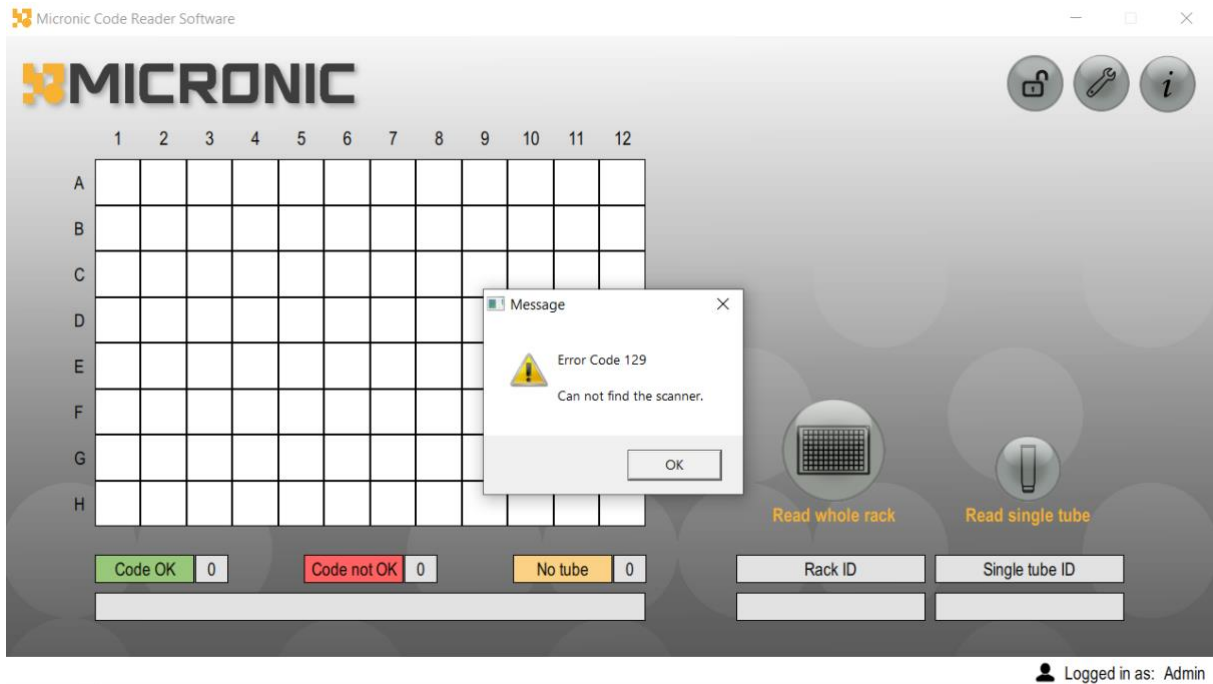 Micronic Code Reader Software
MICRONIC
i
1 2 3 4 5 6 7 8 9 10 11 12
A
B
C
D
E
F
G
H
Message
Error Code 129
Can not find the scanner.
OK
Read whole rack
Read single tube
Code OK 0
Code not OK 0
No tube 0
Rack ID
Single tube ID
Logged in as: Admin